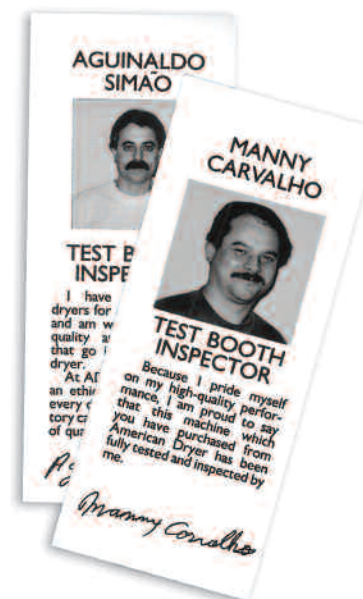 AGUINALDO
SIMÃO
TEST B
INSPE
I have
dryers for
and am w
quality a
that go i
dryer.
At AD
an ethi
every
tory ca
of qua
MANNY
CARVALHO
TEST BOOTH
INSPECTOR
Because I pride myself
on my high-quality perfor-
mance, I am proud to say
that this machine which
you have purchased from
American Dryer has been
fully tested and inspected by
me.
Manny Carvalho